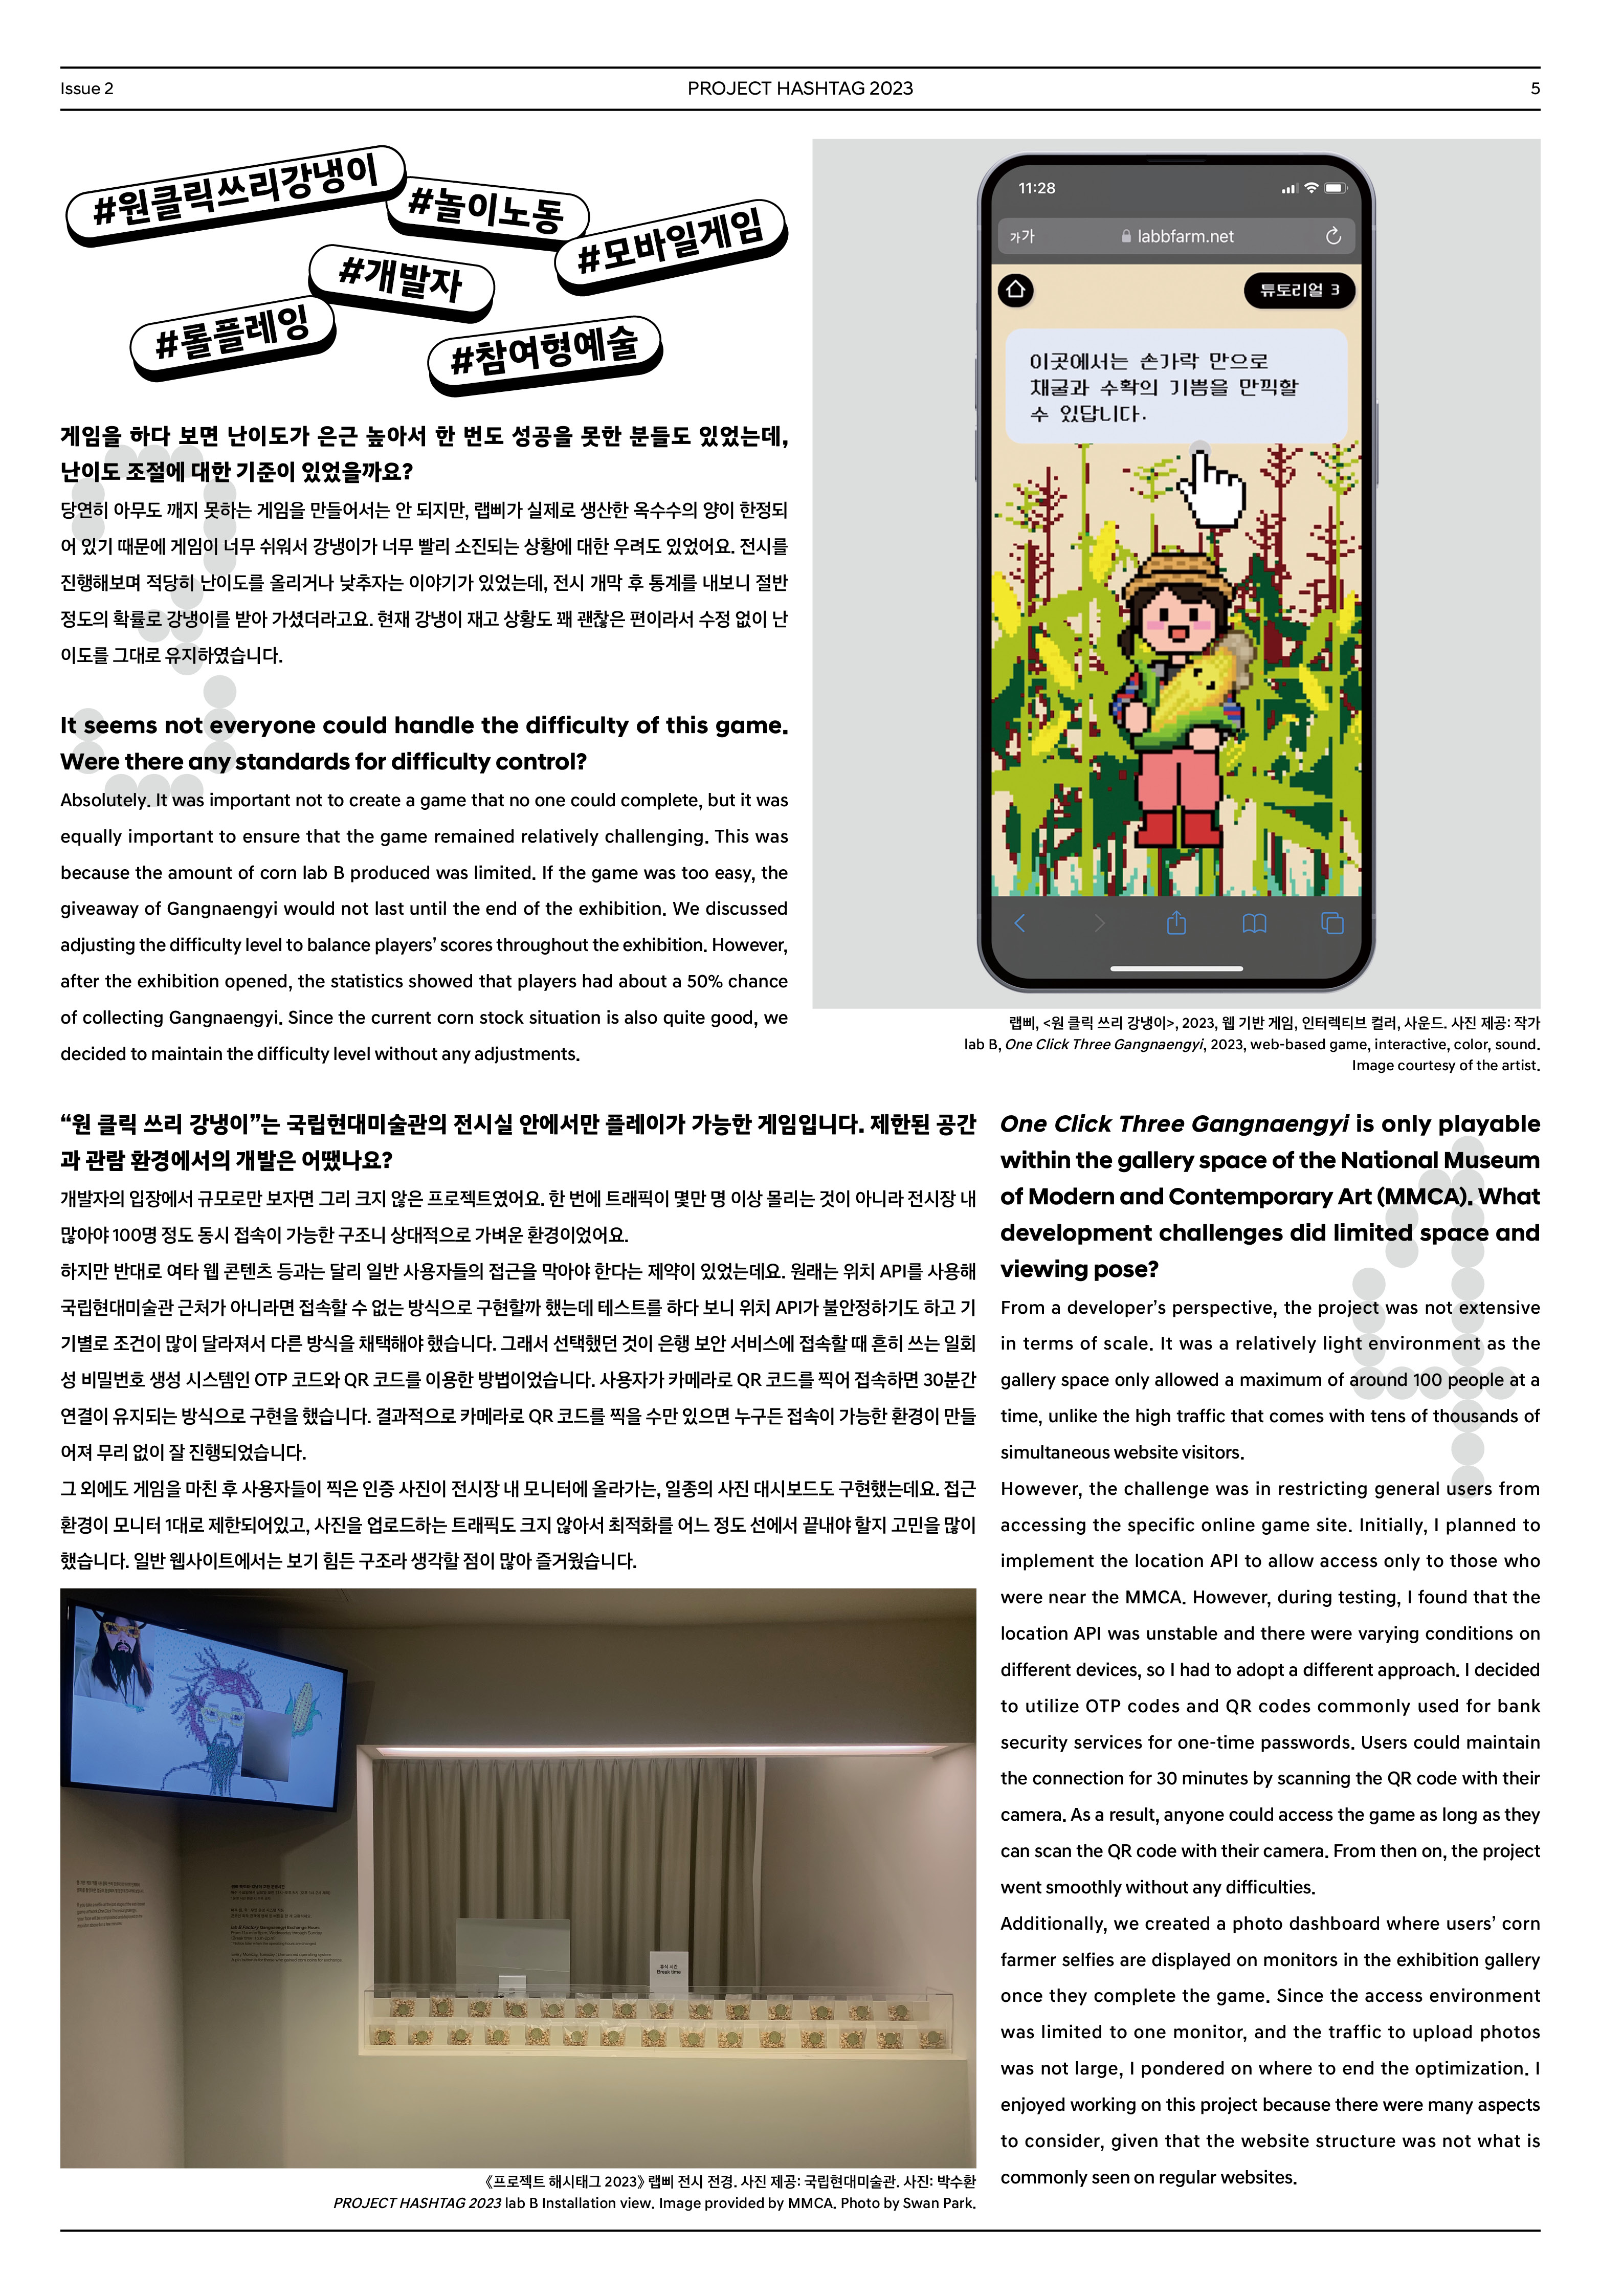 Issue 2
PROJECT HASHTAG 2023
5
#원클릭쓰리강냉이
#놀이노동
#모바일게임
#개발자
#롤플레잉
#참여형예술
게임을 하다 보면 난이도가 은근 높아서 한 번도 성공을 못한 분들도 있었는데,
난이도 조절에 대한 기준이 있었을까요?
당연히 아무도 깨지 못하는 게임을 만들어서는 안 되지만, 랩삐가 실제로 생산한 옥수수의 양이 한정되
어 있기 때문에 게임이 너무 쉬워서 강냉이가 너무 빨리 소진되는 상황에 대한 우려도 있었어요. 전시를
진행해보며 적당히 난이도를 올리거나 낮추자는 이야기가 있었는데, 전시 개막 후 통계를 내보니 절반
정도의 확률로 강냉이를 받아 가셨더라고요. 현재 강냉이 재고 상황도 꽤 괜찮은 편이라서 수정 없이 난
이도를 그대로 유지하였습니다.
3
It seems not everyone could handle the difficulty of this game.
Were there any standards for difficulty control?
Absolutely. It was important not to create a game that no one could complete, but it was
equally important to ensure that the game remained relatively challenging. This was
because the amount of corn lab B produced was limited. If the game was too easy, the
giveaway of Gangnaengyi would not last until the end of the exhibition. We discussed
adjusting the difficulty level to balance players’ scores throughout the exhibition. However,
after the exhibition opened, the statistics showed that players had about a 50% chance
of collecting Gangnaengyi. Since the current corn stock situation is also quite good, we
decided to maintain the difficulty level without any adjustments.
11:28
가가 labbfarm.net
튜토리얼 3
이곳에서는 손가락 만으로
채굴과 수확의 기쁨을 만끽할
수 있답니다.
랩삐, <원 클릭 쓰리 강냉이>, 2023, 웹 기반 게임, 인터렉티브 컬러, 사운드. 사진 제공: 작가
lab B, One Click Three Gangnaengyi, 2023, web-based game, interactive, color, sound.
Image courtesy of the artist.
“원 클릭 쓰리 강냉이”는 국립현대미술관의 전시실 안에서만 플레이가 가능한 게임입니다. 제한된 공간
과 관람 환경에서의 개발은 어땠나요?
개발자의 입장에서 규모로만 보자면 그리 크지 않은 프로젝트였어요. 한 번에 트래픽이 몇만 명 이상 몰리는 것이 아니라 전시장 내
많아야 100명 정도 동시 접속이 가능한 구조니 상대적으로 가벼운 환경이었어요.
하지만 반대로 여타 웹 콘텐츠 등과는 달리 일반 사용자들의 접근을 막아야 한다는 제약이 있었는데요. 원래는 위치 API를 사용해
국립현대미술관 근처가 아니라면 접속할 수 없는 방식으로 구현할까 했는데 테스트를 하다 보니 위치 API가 불안정하기도 하고 기
기별로 조건이 많이 달라져서 다른 방식을 채택해야 했습니다. 그래서 선택했던 것이 은행 보안 서비스에 접속할 때 흔히 쓰는 일회
성 비밀번호 생성 시스템인 OTP 코드와 QR 코드를 이용한 방법이었습니다. 사용자가 카메라로 QR 코드를 찍어 접속하면 30분간
연결이 유지되는 방식으로 구현을 했습니다. 결과적으로 카메라로 QR 코드를 찍을 수만 있으면 누구든 접속이 가능한 환경이 만들
어져 무리 없이 잘 진행되었습니다.
그 외에도 게임을 마친 후 사용자들이 찍은 인증 사진이 전시장 내 모니터에 올라가는, 일종의 사진 대시보드도 구현했는데요. 접근
환경이 모니터 1대로 제한되어있고, 사진을 업로드하는 트래픽도 크지 않아서 최적화를 어느 정도 선에서 끝내야 할지 고민을 많이
했습니다. 일반 웹사이트에서는 보기 힘든 구조라 생각할 점이 많아 즐거웠습니다.
휴식 시간
Break time
《프로젝트 해시태그 2023》 랩삐 전시 전경. 사진 제공: 국립현대미술관. 사진: 박수환
PROJECT HASHTAG 2023 lab B Installation view. Image provided by MMCA. Photo by Swan Park.
4
One Click Three Gangnaengyi is only playable
within the gallery space of the National Museum
of Modern and Contemporary Art (MMCA). What
development challenges did limited space and
viewing pose?
From a developer’s perspective, the project was not extensive
in terms of scale. It was a relatively light environment as the
gallery space only allowed a maximum of around 100 people at a
time, unlike the high traffic that comes with tens of thousands of
simultaneous website visitors.
However, the challenge was in restricting general users from
accessing the specific online game site. Initially, I planned to
implement the location API to allow access only to those who
were near the MMCA. However, during testing, I found that the
location API was unstable and there were varying conditions on
different devices, so I had to adopt a different approach. I decided
to utilize OTP codes and QR codes commonly used for bank
security services for one-time passwords. Users could maintain
the connection for 30 minutes by scanning the QR code with their
camera. As a result, anyone could access the game as long as they
can scan the QR code with their camera. From then on, the project
went smoothly without any difficulties.
Additionally, we created a photo dashboard where users’ corn
farmer selfies are displayed on monitors in the exhibition gallery
once they complete the game. Since the access environment
was limited to one monitor, and the traffic to upload photos
was not large, I pondered on where to end the optimization. I
enjoyed working on this project because there were many aspects
to consider, given that the website structure was not what is
commonly seen on regular websites.